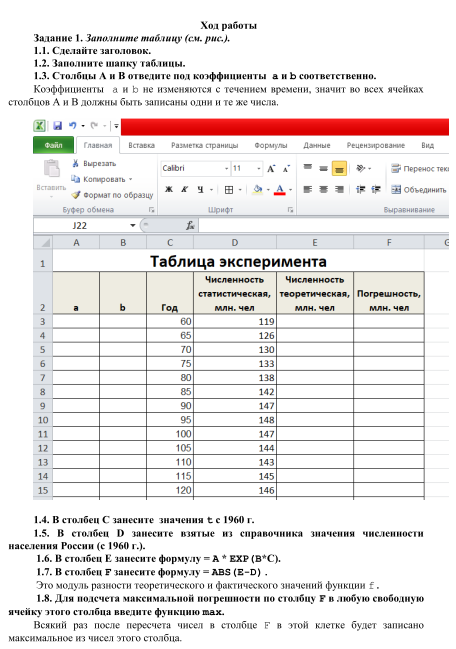 Ход работы
Задание 1. Заполните таблицу (см. рис.).
1.1. Сделайте заголовок.
1.2. Заполните шапку таблицы.
1.3. Столбцы А и В отведите под коэффициенты a и b соответственно.
Коэффициенты a и b не изменяются с течением времени, значит во всех ячейках
столбцов А и В должны быть записаны одни и те же числа.
Файл Главная Вставка Разметка страницы Формулы Данные Рецензирование Вид
Вырезать
Calibri 11 А А Перенос тек
Копировать
Вставить Формат по образцу Ж К Ч А Объединить
Буфер обмена Шрифт Выравнивание
J22 fx
A B C D E F G
1 Таблица эксперимента
Численность Численность
статистическая, теоретическая, Погрешность,
2 a b Год млн. чел млн. чел млн. чел
3 60 119
4 65 126
5 70 130
6 75 133
7 80 138
8 85 142
9 90 147
10 95 148
11 100 147
12 105 144
13 110 143
14 115 145
15 120 146
1.4. В столбец С занесите значения t с 1960 г.
1.5. В столбец D занесите взятые из справочника значения численности
населения России (с 1960 г.).
1.6. В столбец Е занесите формулу = A * EXP(B*C).
1.7. В столбец F занесите формулу = ABS(E-D) .
Это модуль разности теоретического и фактического значений функции f.
1.8. Для подсчета максимальной погрешности по столбцу F в любую свободную
ячейку этого столбца введите функцию max.
Всякий раз после пересчета чисел в столбце F в этой клетке будет записано
максимальное из чисел этого столбца.